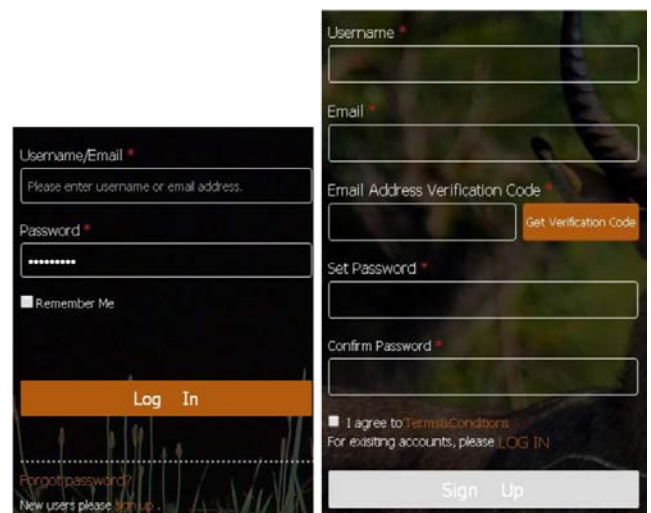 Username/Email *
Please enter username or email address.
Password *
•••••••••
Remember Me
Log In
Forgot password?
New users please sign up .
Username *
Email *
Email Address Verification Code *
Get Verification Code
Set Password *
Confirm Password *
I agree to Terms&Conditions
For exisiting accounts, please LOG IN
Sign Up